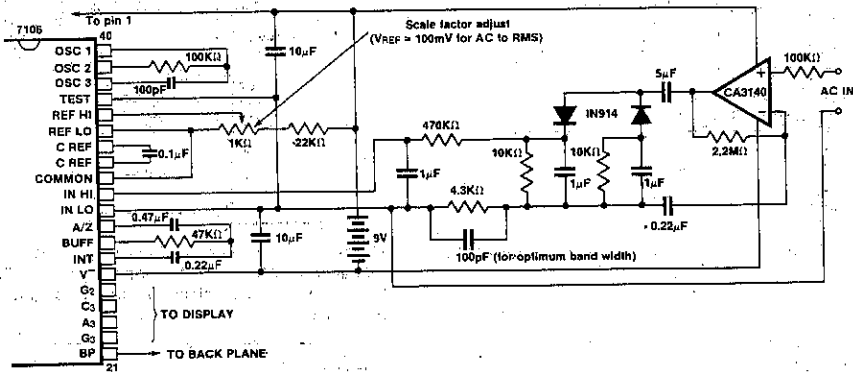 To pin 1
7106
40
OSC 1
OSC 2
OSC 3
TEST
REF HI
REF LO
C REF
C REF
COMMON
IN HI
IN LO
A/Z
BUFF
INT
V−
G2
C3
A3
G3
BP
21
100KΩ
100pF
10μF
Scale factor adjust
(VREF = 100mV for AC to RMS)
1KΩ
22KΩ
0.1μF
0.47μF
47KΩ
0.22μF
10μF
9V
1μF
470KΩ
4.3KΩ
100pF (for optimum band width)
10KΩ
1μF
10KΩ
1μF
IN914
5μF
CA3140
+
−
100KΩ
AC IN
2.2MΩ
0.22μF
TO DISPLAY
TO BACK PLANE